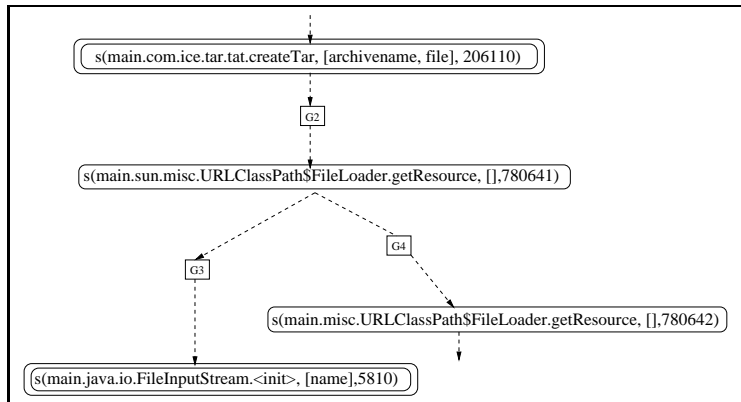 s(main.com.ice.tar.tat.createTar, [archivename, file], 206110)
G2
s(main.sun.misc.URLClassPath$FileLoader.getResource, [],780641)
G4
G3
s(main.misc.URLClassPath$FileLoader.getResource, [],780642)
s(main.java.io.FileInputStream.<init>, [name],5810)